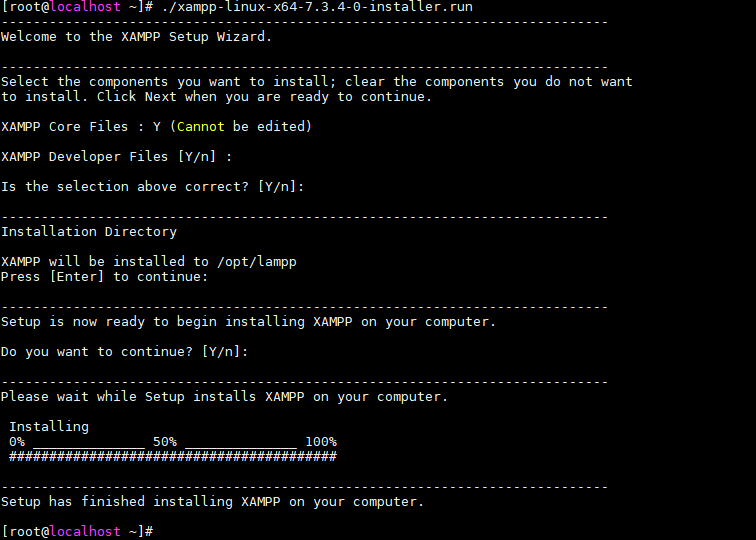 [root@localhost ~]# ./xampp-linux-x64-7.3.4-0-installer.run
----------------------------------------------------------------------------
Welcome to the XAMPP Setup Wizard.
----------------------------------------------------------------------------
Select the components you want to install; clear the components you do not want
to install. Click Next when you are ready to continue.
XAMPP Core Files : Y (Cannot be edited)
XAMPP Developer Files [Y/n] :
Is the selection above correct? [Y/n]:
----------------------------------------------------------------------------
Installation Directory
XAMPP will be installed to /opt/lampp
Press [Enter] to continue:
----------------------------------------------------------------------------
Setup is now ready to begin installing XAMPP on your computer.
Do you want to continue? [Y/n]:
----------------------------------------------------------------------------
Please wait while Setup installs XAMPP on your computer.
Installing
0% ______________ 50% ______________ 100%
#########################################
----------------------------------------------------------------------------
Setup has finished installing XAMPP on your computer.
[root@localhost ~]#